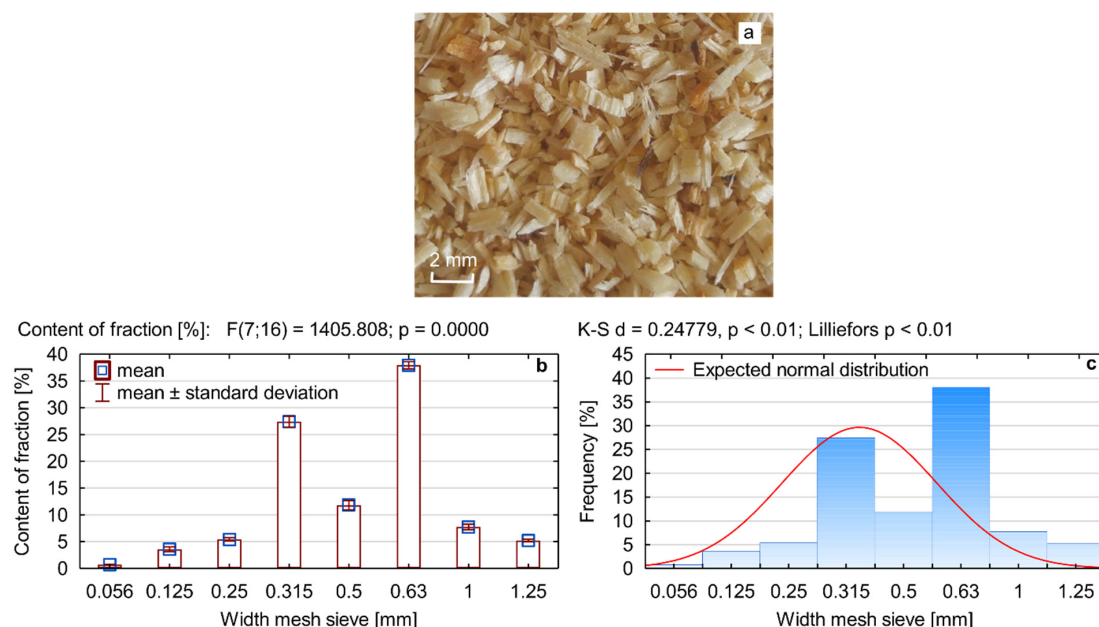 a
2 mm
Content of fraction [%]: F(7;16) = 1405.808; p = 0.0000
b
mean
mean ± standard deviation
Content of fraction [%]
40
35
30
25
20
15
10
5
0
0.056 0.125 0.25 0.315 0.5 0.63 1 1.25
Width mesh sieve [mm]
K-S d = 0.24779, p < 0.01; Lilliefors p < 0.01
c
Expected normal distribution
Frequency [%]
45
40
35
30
25
20
15
10
5
0
0.056 0.125 0.25 0.315 0.5 0.63 1 1.25
Width mesh sieve [mm]